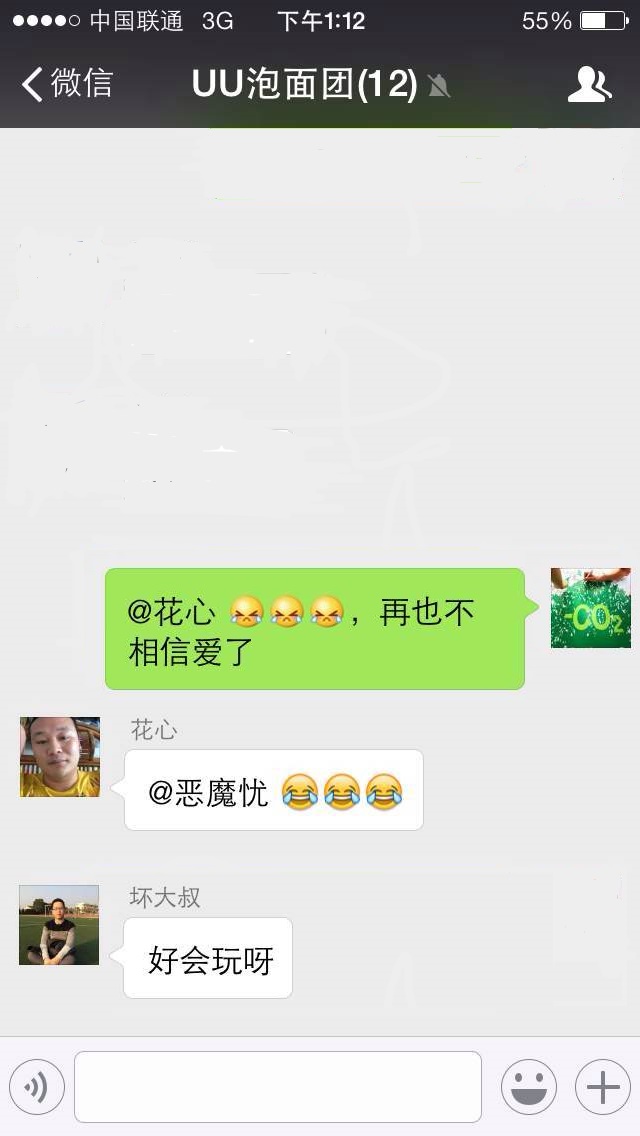 中国联通 3G 下午1:12 55%
微信 UU泡面团(12)
@花心 😹😹😹，再也不
相信爱了
CO2
花心
@恶魔忧 😂😂😂
坏大叔
好会玩呀